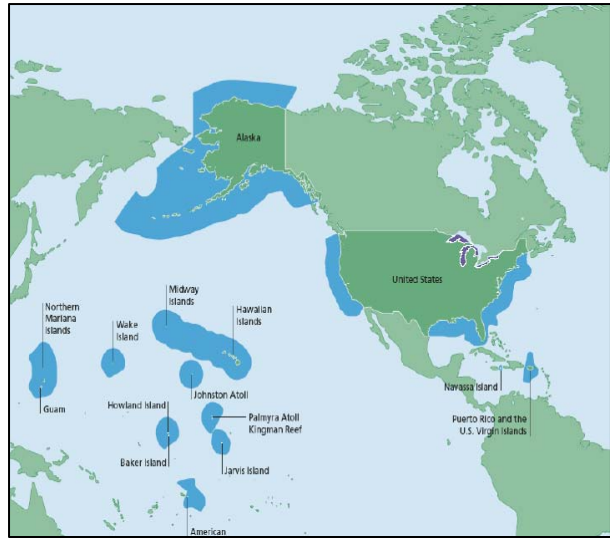 Alaska
United States
Midway
Islands
Hawaiian
Islands
Northern
Mariana
Islands
Wake
Island
Guam
Johnston Atoll
Howland Island
Palmyra Atoll
Kingman Reef
Baker Island
Jarvis Island
American
Navassa Island
Puerto Rico and the
U.S. Virgin Islands